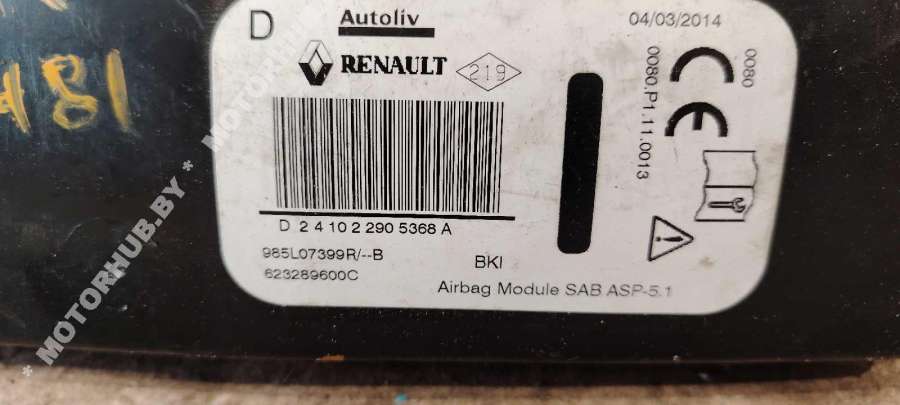 D
Autoliv
04/03/2014
RENAULT
219
0080
0080.P1.11.0013
CE
D 2 4 10 2 290 5368 A
985L07399R/--B
BKI
623289600C
Airbag Module SAB ASP-5.1
* MOTORHUB.BY * MOTORHUB